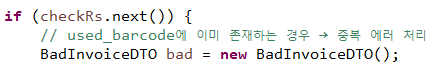 if (checkRs.next()) {
// used_barcode에 이미 존재하는 경우 → 중복 에러 처리
BadInvoiceDTO bad = new BadInvoiceDTO();